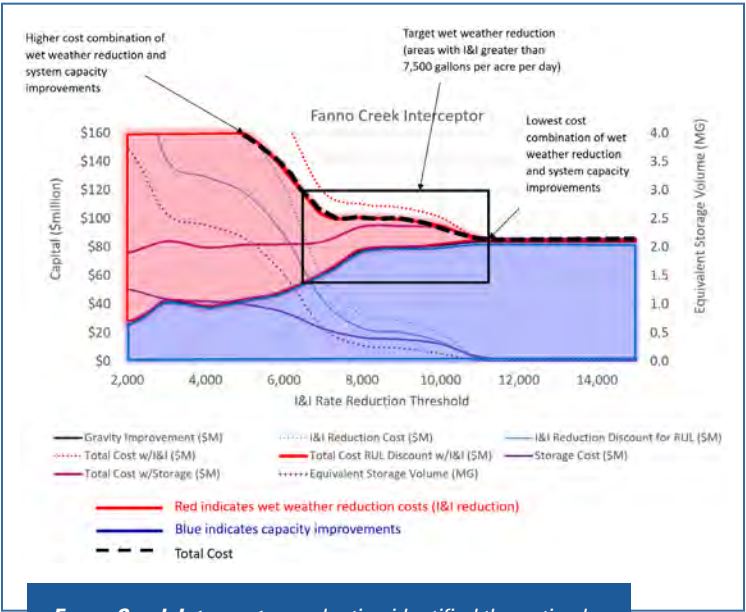 Higher cost combination of
wet weather reduction and
system capacity
improvements
Target wet weather reduction
(areas with I&I greater than
7,500 gallons per acre per day)
Lowest cost
combination of wet
weather reduction
and system capacity
improvements
Fanno Creek Interceptor
Capital ($million)
$160
$140
$120
$100
$80
$60
$40
$20
$0
4.0
3.5
3.0
2.5
2.0
1.5
1.0
0.5
0.0
Equivalent Storage Volume (MG)
2,000 4,000 6,000 8,000 10,000 12,000 14,000
I&I Rate Reduction Threshold
Gravity Improvement ($M) I&I Reduction Cost ($M) I&I Reduction Discount for RUL ($M)
Total Cost w/I&I ($M) Total Cost RUL Discount w/I&I ($M) Storage Cost ($M)
Total Cost w/Storage ($M) Equivalent Storage Volume (MG)
Red indicates wet weather reduction costs (I&I reduction)
Blue indicates capacity improvements
Total Cost